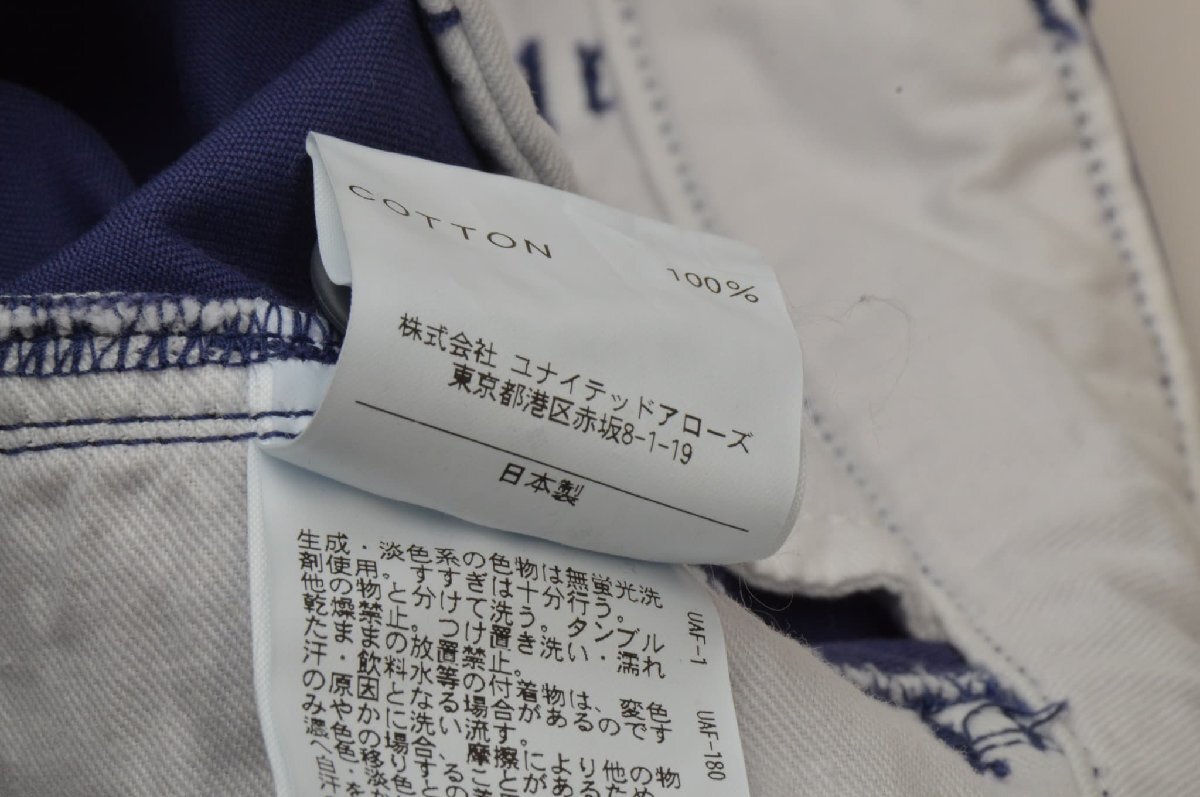 COTTON 100%
株式会社 ユナイテッドアローズ
東京都港区赤坂8-1-19
日本製
生成・淡色系の色物は無蛍光洗
剤使用。すすぎは十分行う。
他の物と分けて洗う。タンブル
乾燥禁止。つけ置き洗い・濡れ
たままの放置禁止。
汗・飲料水等の付着物は、変色
の原因となる場合があるのです
みやかに洗い流す。
濃色の場合、摩擦により他の物
UAF-1
UAF-180